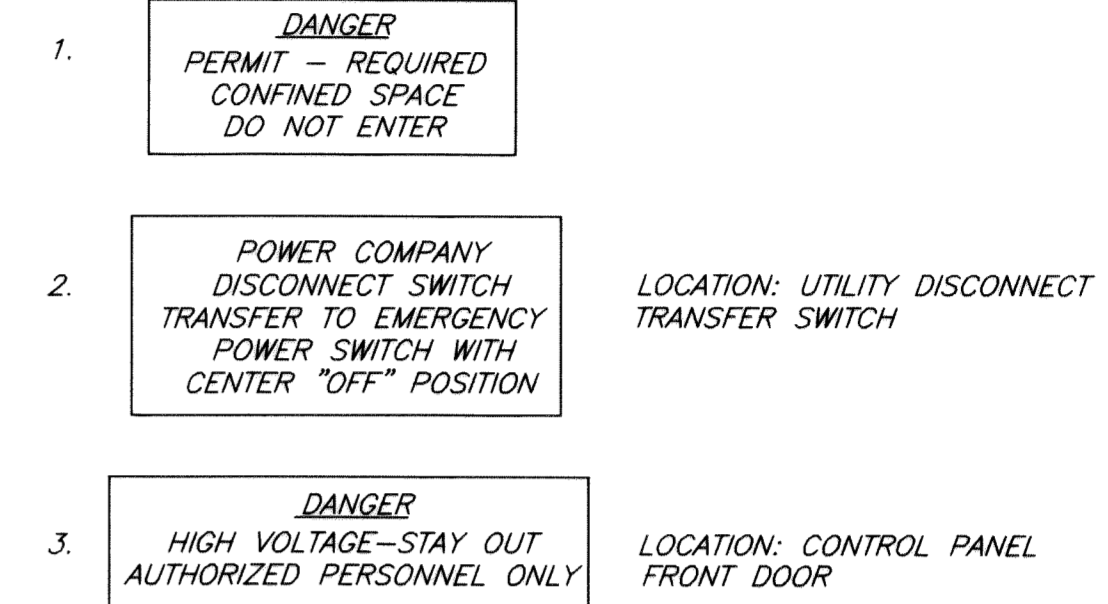 1.
DANGER
PERMIT – REQUIRED
CONFINED SPACE
DO NOT ENTER
2.
POWER COMPANY
DISCONNECT SWITCH
TRANSFER TO EMERGENCY
POWER SWITCH WITH
CENTER "OFF" POSITION
LOCATION: UTILITY DISCONNECT
TRANSFER SWITCH
3.
DANGER
HIGH VOLTAGE–STAY OUT
AUTHORIZED PERSONNEL ONLY
LOCATION: CONTROL PANEL
FRONT DOOR